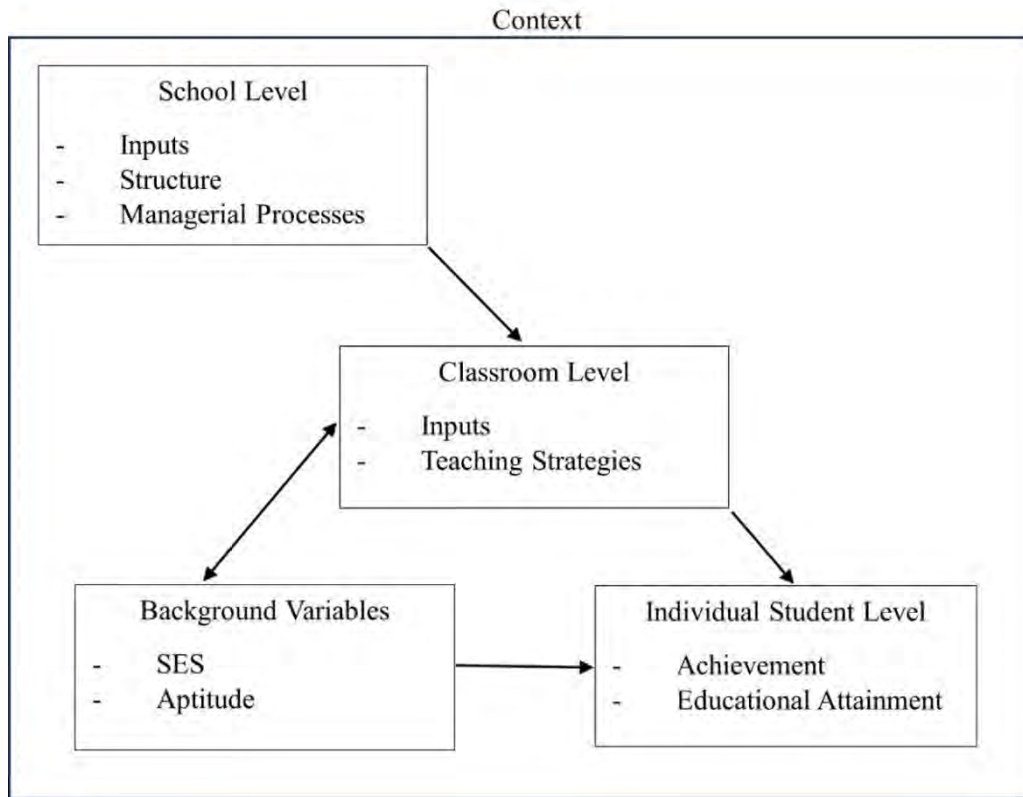 Context
School Level
- Inputs
- Structure
- Managerial Processes
Classroom Level
- Inputs
- Teaching Strategies
Background Variables
- SES
- Aptitude
Individual Student Level
- Achievement
- Educational Attainment